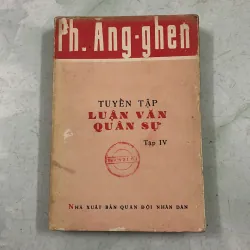 Ph. Ăng-ghen
TUYỂN TẬP
LUẬN VĂN
QUÂN SỰ
Tập IV
NHÀ XUẤT BẢN QUÂN ĐỘI NHÂN DÂN